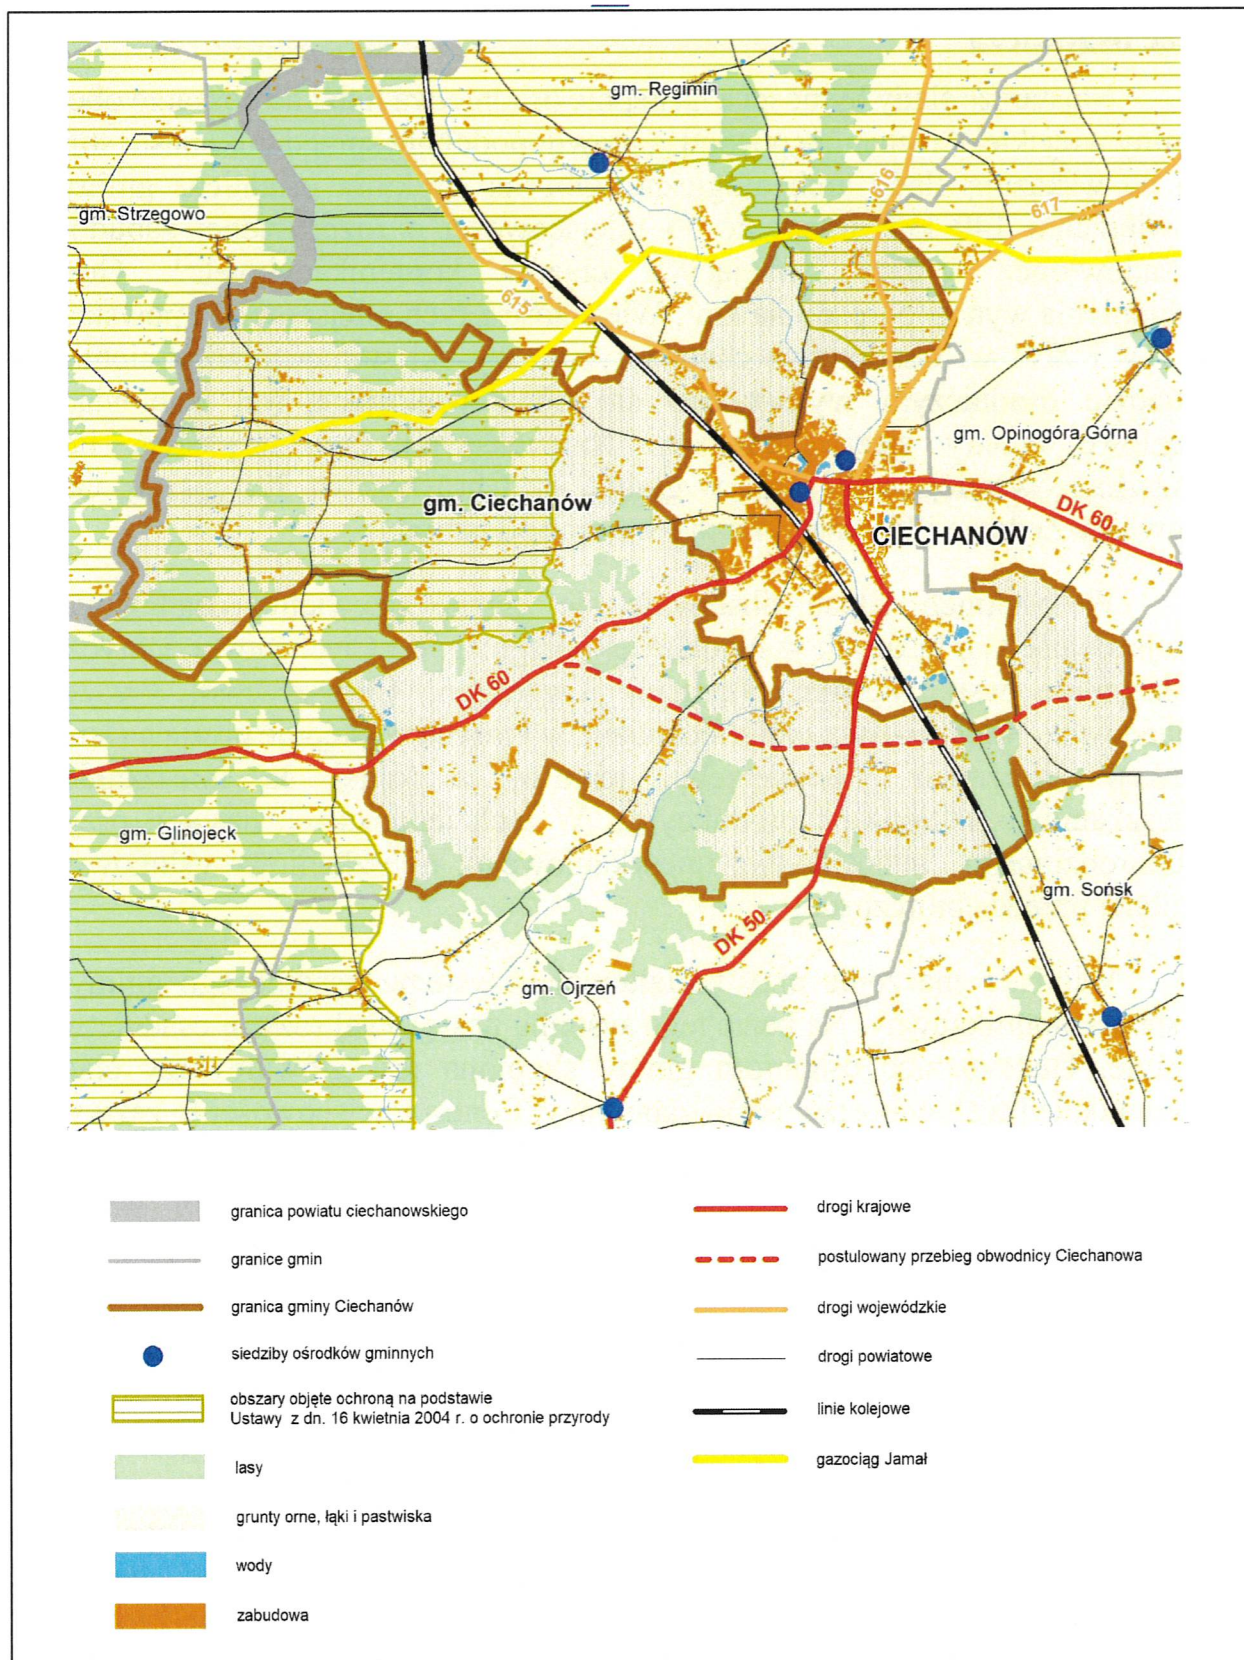 gm. Regimin
616
gm. Strzegowo
617
615
gm. Opinogóra Górna
gm. Ciechanów
DK 60
CIECHANÓW
DK 60
gm. Glinojeck
gm. Sońsk
DK 50
gm. Ojrzeń
granica powiatu ciechanowskiego
granice gmin
granica gminy Ciechanów
siedziby ośrodków gminnych
obszary objęte ochroną na podstawie
Ustawy z dn. 16 kwietnia 2004 r. o ochronie przyrody
lasy
grunty orne, łąki i pastwiska
wody
zabudowa
drogi krajowe
postulowany przebieg obwodnicy Ciechanowa
drogi wojewódzkie
drogi powiatowe
linie kolejowe
gazociąg Jamał